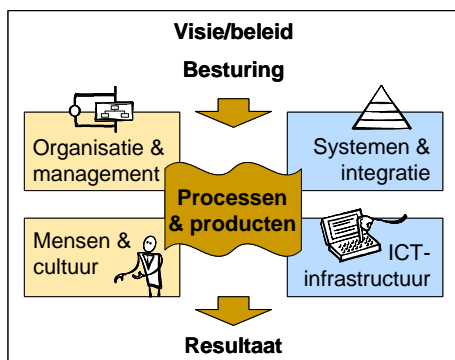 Visie/beleid
Besturing
Organisatie &
management
Systemen &
integratie
Processen
& producten
Mensen &
cultuur
ICT-
infrastructuur
Resultaat